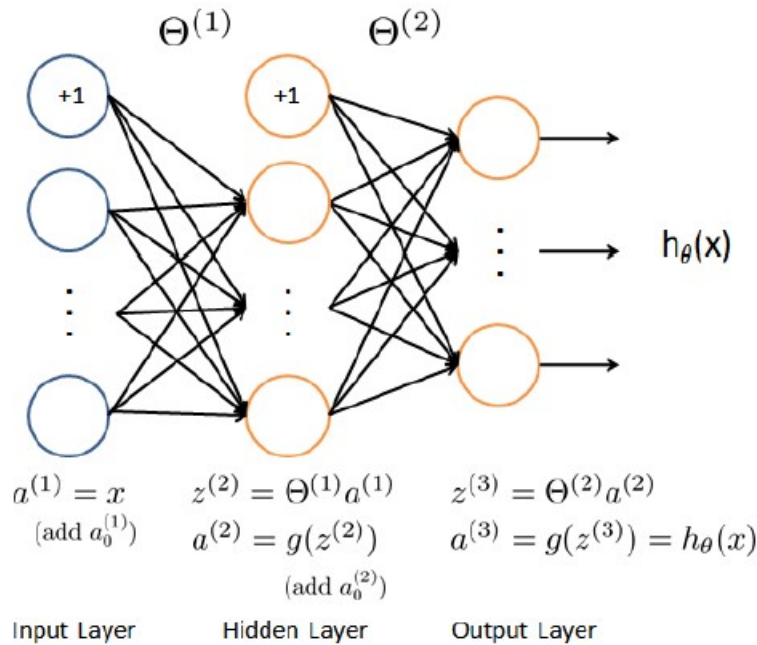 Θ^(1) Θ^(2)
+1 +1
h_θ(x)
a^(1) = x z^(2) = Θ^(1)a^(1) z^(3) = Θ^(2)a^(2)
(add a_0^(1)) a^(2) = g(z^(2)) a^(3) = g(z^(3)) = h_θ(x)
(add a_0^(2))
Input Layer Hidden Layer Output Layer